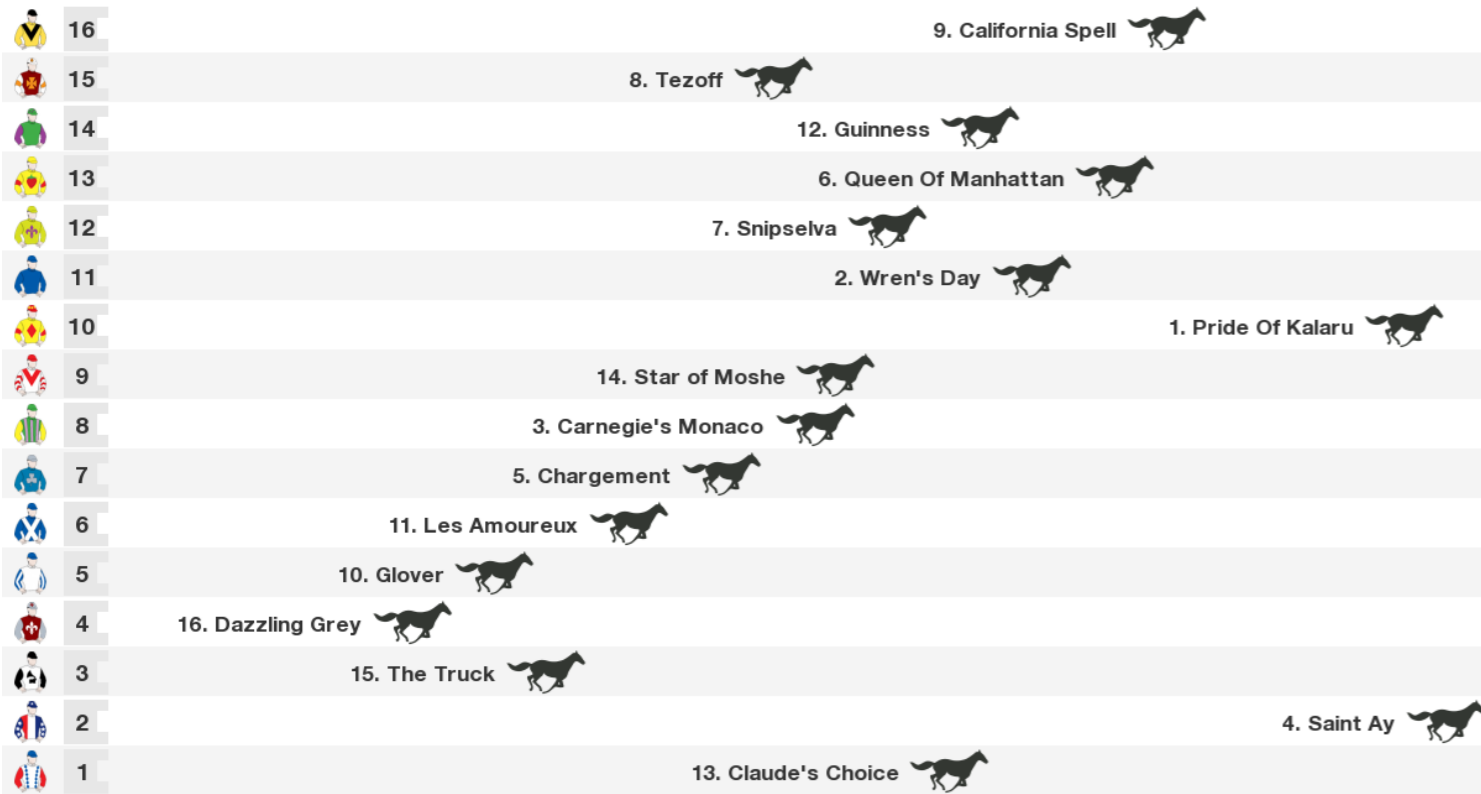 16 9. California Spell
15 8. Tezoff
14 12. Guinness
13 6. Queen Of Manhattan
12 7. Snipselva
11 2. Wren's Day
10 1. Pride Of Kalaru
9 14. Star of Moshe
8 3. Carnegie's Monaco
7 5. Chargement
6 11. Les Amoureux
5 10. Glover
4 16. Dazzling Grey
3 15. The Truck
2 4. Saint Ay
1 13. Claude's Choice